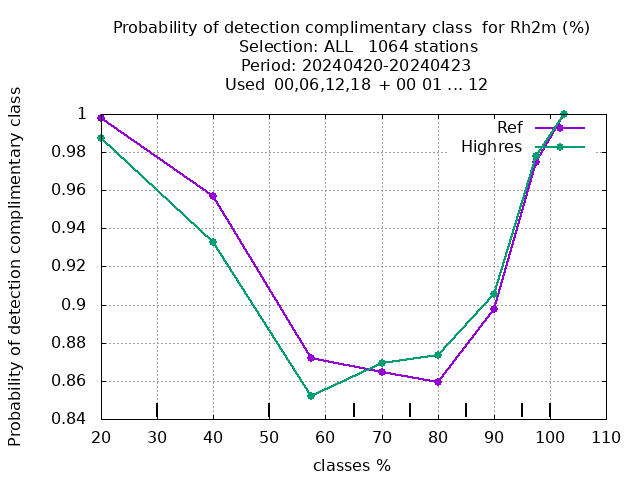 Probability of detection complimentary class  for Rh2m (%)
Selection: ALL   1064 stations
Period: 20240420-20240423
Used  00,06,12,18  + 00 01 ... 12
Probability of detection complimentary class
1
0.98
0.96
0.94
0.92
0.9
0.88
0.86
0.84
Ref
Highres
20 30 40 50 60 70 80 90 100 110
classes %